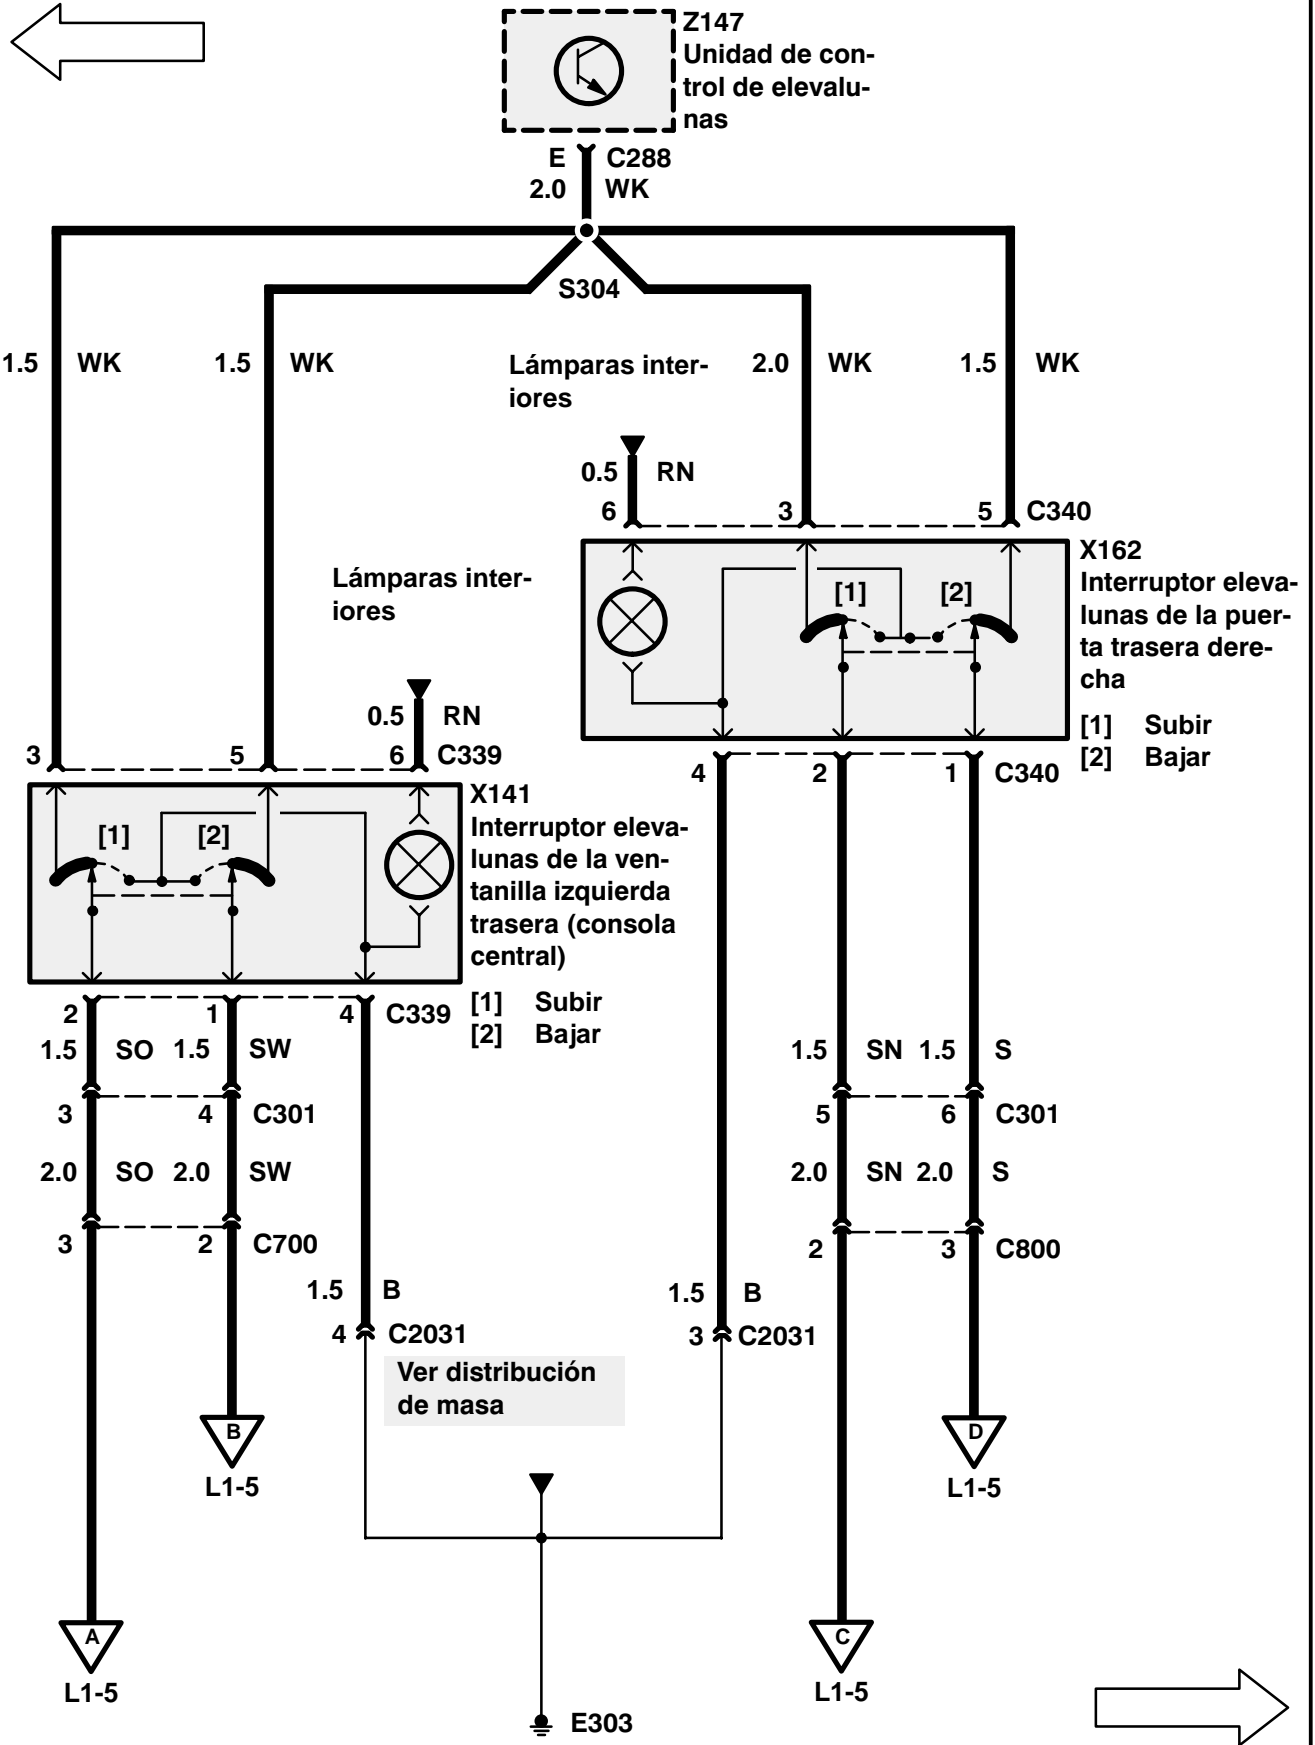 Z147
Unidad de con-
trol de elevalu-
nas
E C288
2.0 WK
S304
1.5 WK 1.5 WK
Lámparas inter-
iores
2.0 WK 1.5 WK
0.5 RN
6 3 5 C340
X162
Interruptor eleva-
lunas de la puer-
ta trasera dere-
cha
[1] Subir
[2] Bajar
[1] [2]
Lámparas inter-
iores
0.5 RN
3 5 6 C339
4 2 1 C340
X141
Interruptor eleva-
lunas de la ven-
tanilla izquierda
trasera (consola
central)
[1] Subir
[2] Bajar
[1] [2]
2 1 4 C339
1.5 SO 1.5 SW
1.5 SN 1.5 S
3 4 C301
5 6 C301
2.0 SO 2.0 SW
2.0 SN 2.0 S
3 2 C700
2 3 C800
1.5 B
1.5 B
4 C2031
3 C2031
Ver distribución
de masa
B
L1-5
D
L1-5
A
L1-5
C
L1-5
E303